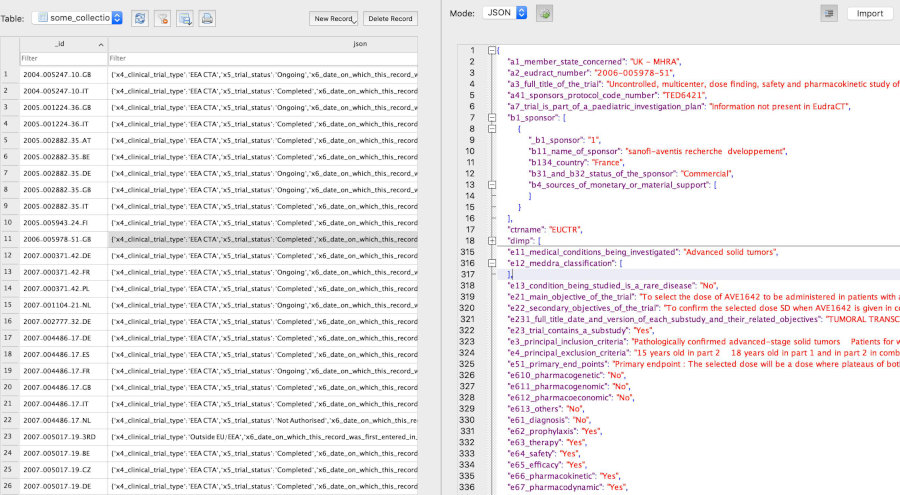 Table: some_collectio New Record Delete Record
_id json
Filter Filter
1 2004.005247.10.GB {'x4_clinical_trial_type': 'EEA CTA','x5_trial_status': 'Ongoing','x6_date_on_which_this_record_w
2 2004.005247-10-IT {'x4_clinical_trial_type': 'EEA CTA','x5_trial_status': 'Completed','x6_date_on_which_this_record
3 2005.001224.36.GB {'x4_clinical_trial_type': 'EEA CTA','x5_trial_status': 'Ongoing','x6_date_on_which_this_record_w
4 2005-001224.36-IT {'x4_clinical_trial_type': 'EEA CTA','x5_trial_status': 'Completed','x6_date_on_which_this_record
5 2005-002882.35.AT {'x4_clinical_trial_type': 'EEA CTA','x5_trial_status': 'Completed','x6_date_on_which_this_record
6 2005-002882.35.BE {'x4_clinical_trial_type': 'EEA CTA','x5_trial_status': 'Completed','x6_date_on_which_this_record
7 2005-002882.35.DE {'x4_clinical_trial_type': 'EEA CTA','x5_trial_status': 'Ongoing','x6_date_on_which_this_record_w
8 2005.002882.35.GB {'x4_clinical_trial_type': 'EEA CTA','x5_trial_status': 'Ongoing','x6_date_on_which_this_record_w
9 2005-002882.35-IT {'x4_clinical_trial_type': 'EEA CTA','x5_trial_status': 'Completed','x6_date_on_which_this_record
10 2005.005943.24.FI {'x4_clinical_trial_type': 'EEA CTA','x5_trial_status': 'Completed','x6_date_on_which_this_record
11 2006.005978-51-GB {'x4_clinical_trial_type': 'EEA CTA','x5_trial_status': 'Completed','x6_date_on_which_this_record
12 2007.000371-42.DE {'x4_clinical_trial_type': 'EEA CTA','x5_trial_status': 'Completed','x6_date_on_which_this_record
13 2007-000371-42-FR {'x4_clinical_trial_type': 'EEA CTA','x5_trial_status': 'Ongoing','x6_date_on_which_this_record_w
14 2007.000371-42.PL {'x4_clinical_trial_type': 'EEA CTA','x5_trial_status': 'Completed','x6_date_on_which_this_record
15 2007-001104-21-NL {'x4_clinical_trial_type': 'EEA CTA','x5_trial_status': 'Ongoing','x6_date_on_which_this_record_w
16 2007.002777.32.DE {'x4_clinical_trial_type': 'EEA CTA','x5_trial_status': 'Completed','x6_date_on_which_this_record
17 2007-004486-17-DE {'x4_clinical_trial_type': 'EEA CTA','x5_trial_status': 'Completed','x6_date_on_which_this_record
18 2007.004486.17.ES {'x4_clinical_trial_type': 'EEA CTA','x5_trial_status': 'Completed','x6_date_on_which_this_record
19 2007-004486-17-FR {'x4_clinical_trial_type': 'EEA CTA','x5_trial_status': 'Ongoing','x6_date_on_which_this_record_w
20 2007.004486.17.GB {'x4_clinical_trial_type': 'EEA CTA','x5_trial_status': 'Completed','x6_date_on_which_this_record
21 2007-004486-17-IT {'x4_clinical_trial_type': 'EEA CTA','x5_trial_status': 'Completed','x6_date_on_which_this_record
22 2007.004486.17.NL {'x4_clinical_trial_type': 'EEA CTA','x5_trial_status': 'Not Authorised','x6_date_on_which_this_re
23 2007.005017.19-3RD {'x4_clinical_trial_type': 'Outside EU/EEA','x6_date_on_which_this_record_was_first_entered_in_
24 2007.005017-19-BE {'x4_clinical_trial_type': 'EEA CTA','x5_trial_status': 'Completed','x6_date_on_which_this_record
25 2007-005017-19-CZ {'x4_clinical_trial_type': 'EEA CTA','x5_trial_status': 'Completed','x6_date_on_which_this_record
26 2007-005017-19-DE {'x4_clinical_trial_type': 'EEA CTA','x5_trial_status': 'Completed','x6_date_on_which_this_record
Mode: JSON Import
1 {
2 "a1_member_state_concerned": "UK - MHRA",
3 "a2_eudract_number": "2006-005978-51",
4 "a3_full_title_of_the_trial": "Uncontrolled, multicenter, dose finding, safety and pharmacokinetic study of
5 "a41_sponsors_protocol_code_number": "TED6421",
6 "a7_trial_is_part_of_a_paediatric_investigation_plan": "Information not present in EudraCT",
7 "b1_sponsor": [
8 {
9 "_b1_sponsor": "1",
10 "b11_name_of_sponsor": "sanofi-aventis recherche dveloppement",
11 "b134_country": "France",
12 "b31_and_b32_status_of_the_sponsor": "Commercial",
13 "b4_sources_of_monetary_or_material_support": [
14 ]
15 }
16 ],
17 "ctrname": "EUCTR",
18 "dimp": [
315 "e11_medical_conditions_being_investigated": "Advanced solid tumors",
316 "e12_meddra_classification": [
317 ],
318 "e13_condition_being_studied_is_a_rare_disease": "No",
319 "e21_main_objective_of_the_trial": "To select the dose of AVE1642 to be administered in patients with a
320 "e22_secondary_objectives_of_the_trial": "To confirm the selected dose SD when AVE1642 is given in c
321 "e231_full_title_date_and_version_of_each_substudy_and_their_related_objectives": "TUMORAL TRANSC
322 "e23_trial_contains_a_substudy": "Yes",
323 "e3_principal_inclusion_criteria": "Pathologically confirmed advanced-stage solid tumors Patients for w
324 "e4_principal_exclusion_criteria": "15 years old in part 2 18 years old in part 1 and in part 2 in comb
325 "e51_primary_end_points": "Primary endpoint : The selected dose will be a dose where plateaus of bot
326 "e610_pharmacogenetic": "No",
327 "e611_pharmacogenomic": "No",
328 "e612_pharmacoeconomic": "No",
329 "e613_others": "No",
330 "e61_diagnosis": "No",
331 "e62_prophylaxis": "Yes",
332 "e63_therapy": "Yes",
333 "e64_safety": "Yes",
334 "e65_efficacy": "Yes",
335 "e66_pharmacokinetic": "Yes",
336 "e67_pharmacodynamic": "Yes",